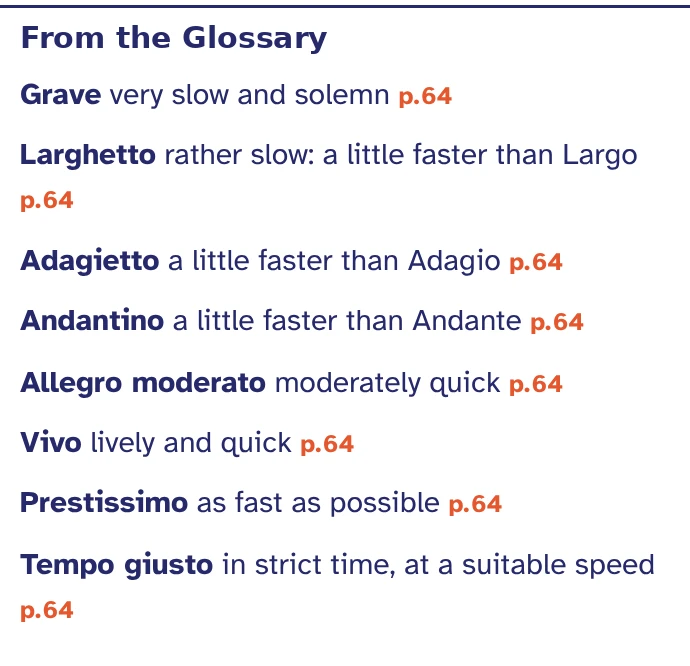 From the Glossary
Grave very slow and solemn p.64
Larghetto rather slow: a little faster than Largo
p.64
Adagietto a little faster than Adagio p.64
Andantino a little faster than Andante p.64
Allegro moderato moderately quick p.64
Vivo lively and quick p.64
Prestissimo as fast as possible p.64
Tempo giusto in strict time, at a suitable speed
p.64